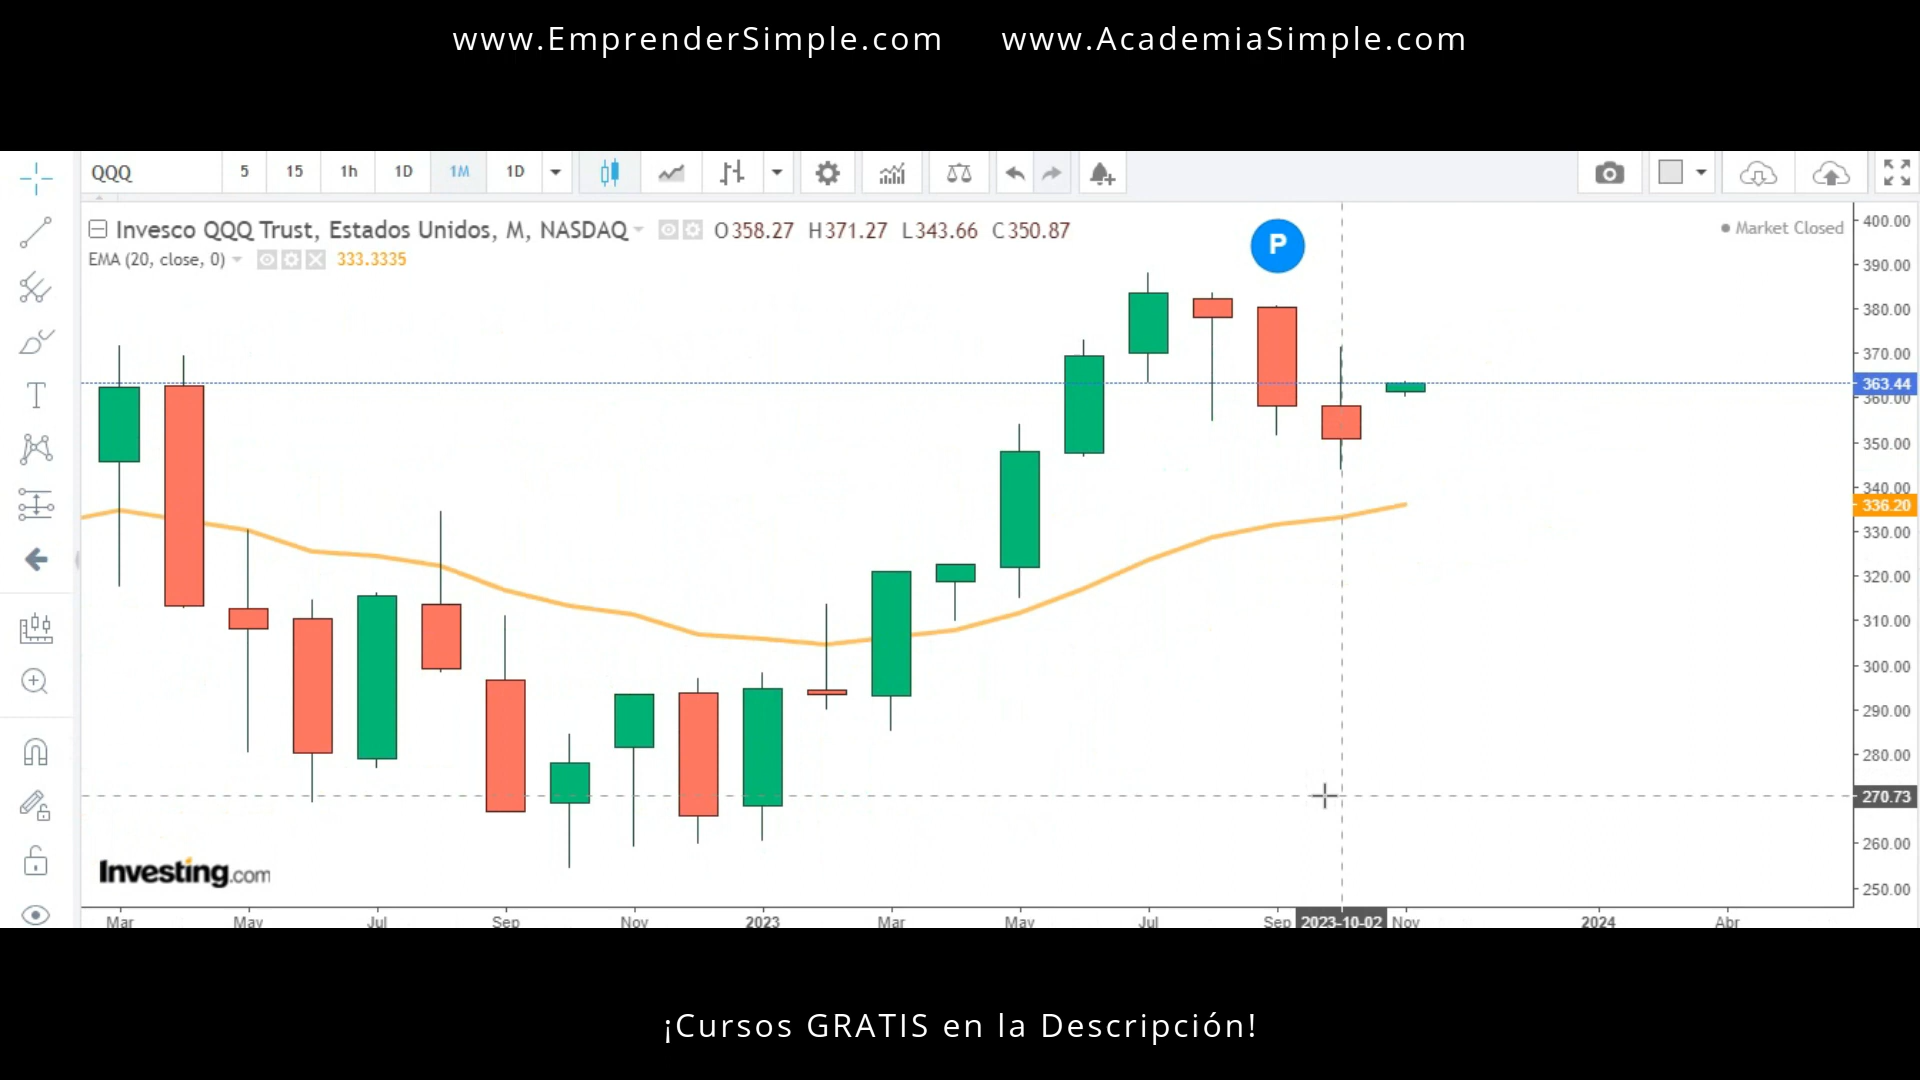 www.EmprenderSimple.com www.AcademiaSimple.com
QQQ 5 15 1h 1D 1M 1D
Invesco QQQ Trust, Estados Unidos, M, NASDAQ O358.27 H371.27 L343.66 C350.87
P
Market Closed
EMA (20, close, 0) 333.3335
400.00
390.00
380.00
370.00
363.44
360.00
350.00
340.00
336.20
330.00
320.00
310.00
300.00
290.00
280.00
270.73
260.00
250.00
Investing.com
Mar May Jul Sep Nov 2023 Mar May Jul Sep 2023-10-02 Nov 2024 Abr
¡Cursos GRATIS en la Descripción!